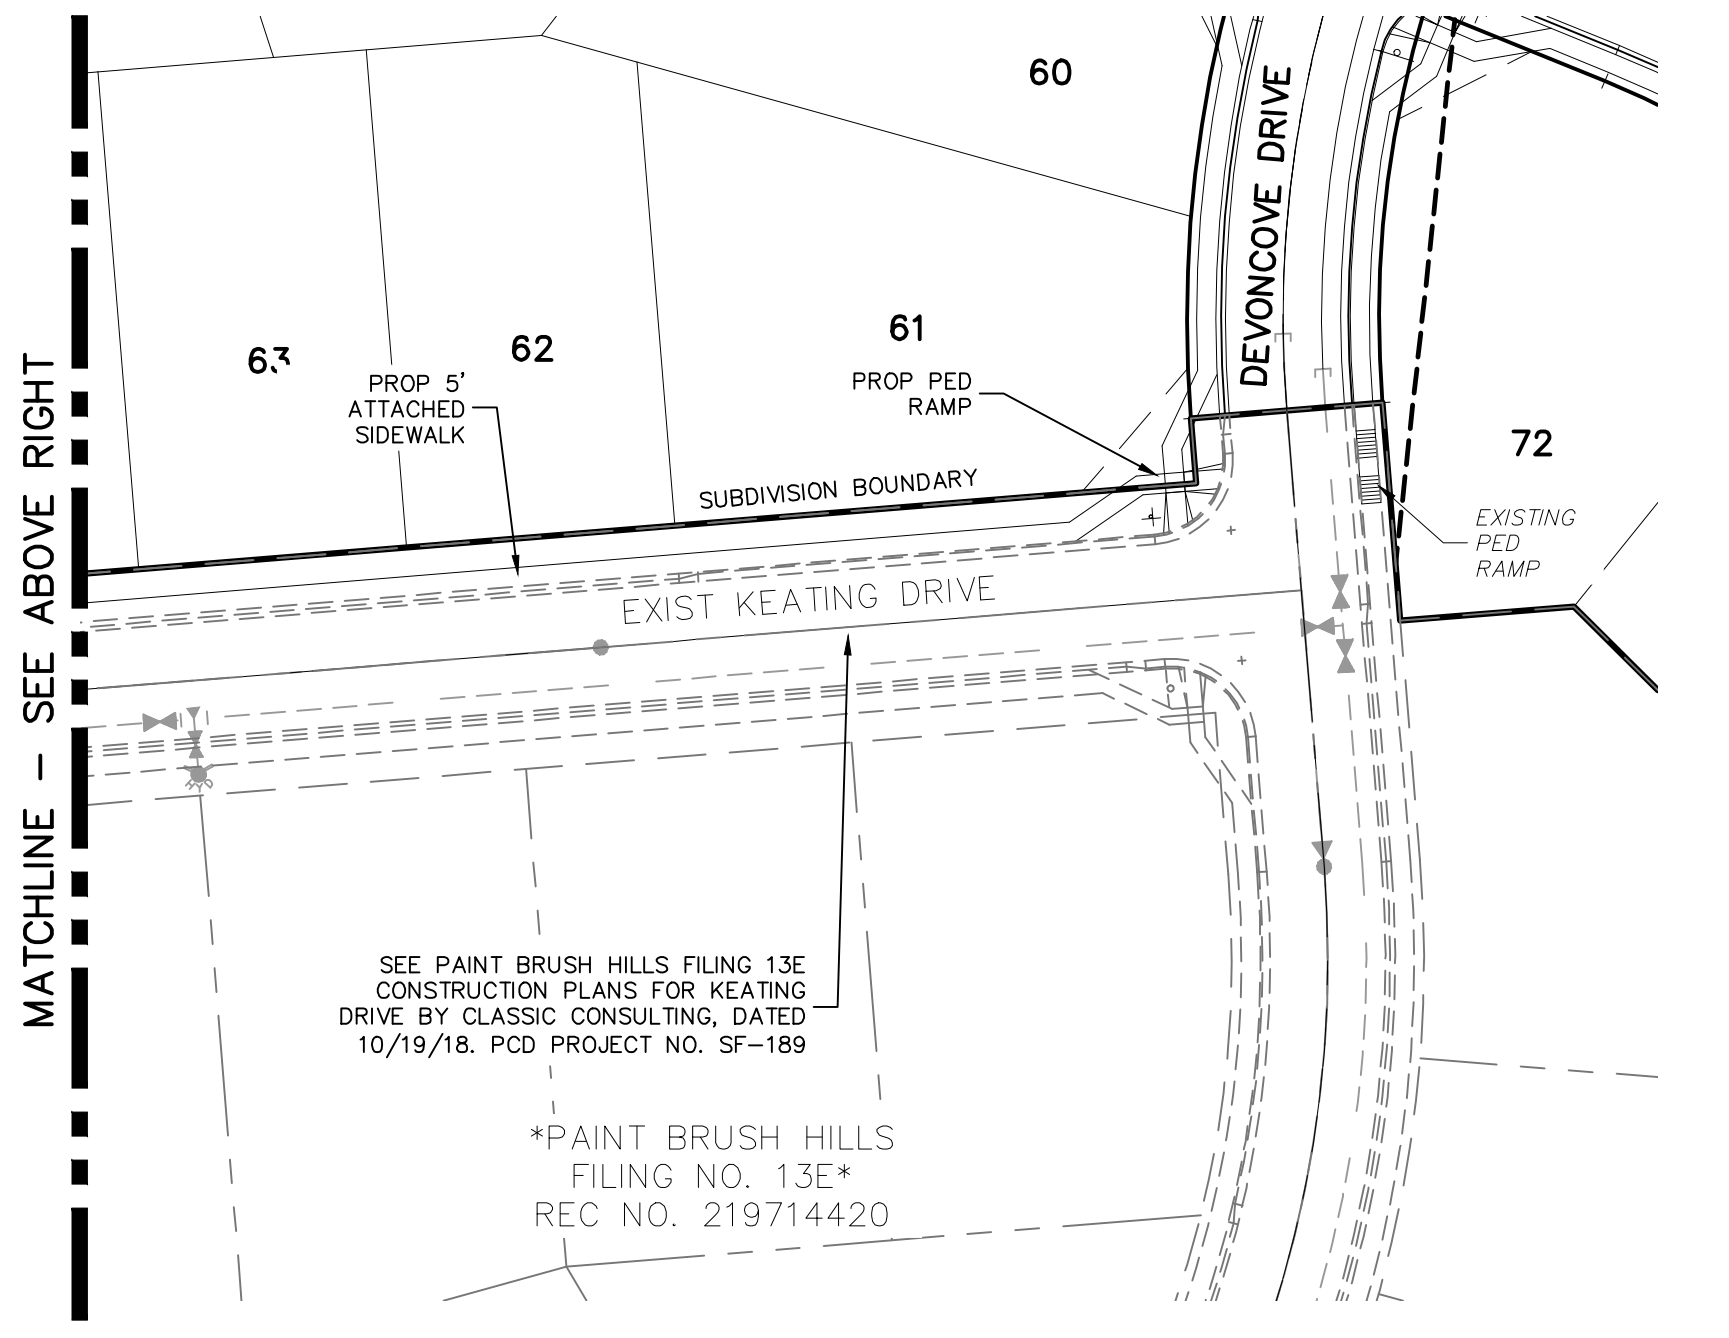 60
DEVONCOVE DRIVE
63
62
61
PROP 5'
ATTACHED
SIDEWALK
PROP PED
RAMP
72
SUBDIVISION BOUNDARY
EXISTING
PED
RAMP
EXIST KEATING DRIVE
MATCHLINE - SEE ABOVE RIGHT
HYD
SEE PAINT BRUSH HILLS FILING 13E
CONSTRUCTION PLANS FOR KEATING
DRIVE BY CLASSIC CONSULTING, DATED
10/19/18. PCD PROJECT NO. SF-189
*PAINT BRUSH HILLS
FILING NO. 13E*
REC NO. 219714420